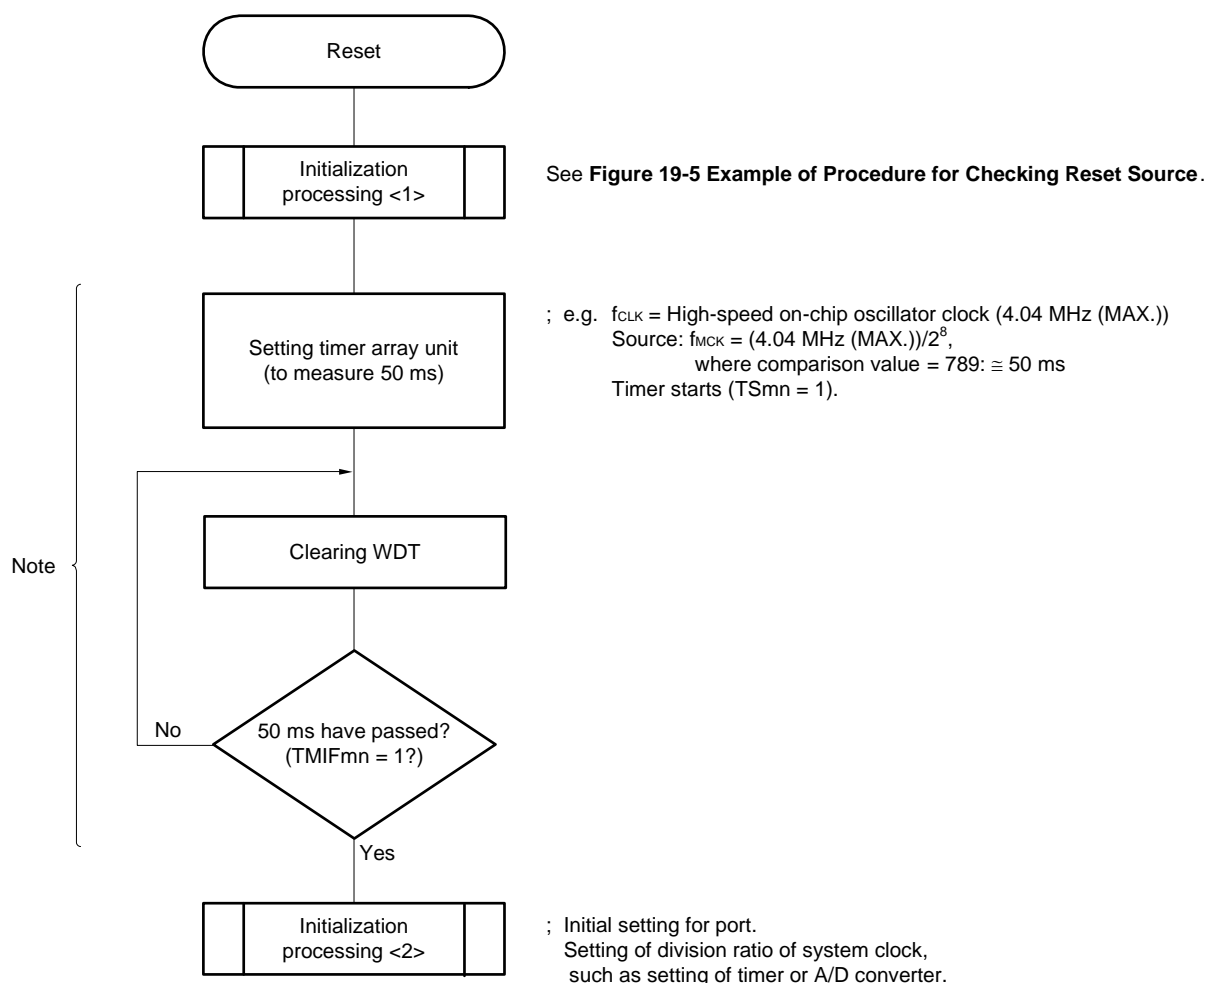 Reset
Initialization
processing <1>
See Figure 19-5 Example of Procedure for Checking Reset Source.
Setting timer array unit
(to measure 50 ms)
; e.g. fCLK = High-speed on-chip oscillator clock (4.04 MHz (MAX.))
Source: fMCK = (4.04 MHz (MAX.))/2⁸,
where comparison value = 789: ≅ 50 ms
Timer starts (TSmn = 1).
Clearing WDT
Note
No
50 ms have passed?
(TMIFmn = 1?)
Yes
Initialization
processing <2>
; Initial setting for port.
Setting of division ratio of system clock,
such as setting of timer or A/D converter.